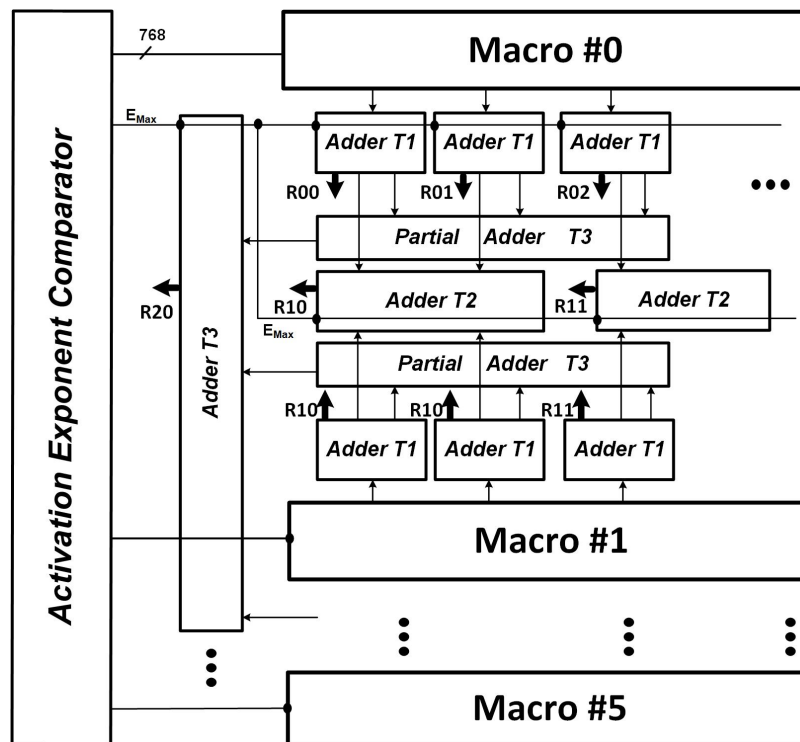 Activation Exponent Comparator
768
Macro #0
EMax
Adder T1
Adder T1
Adder T1
R00
R01
R02
Partial Adder T3
R20
Adder T3
R10
Adder T2
R11
Adder T2
EMax
Partial Adder T3
R10
R10
R11
Adder T1
Adder T1
Adder T1
Macro #1
Macro #5